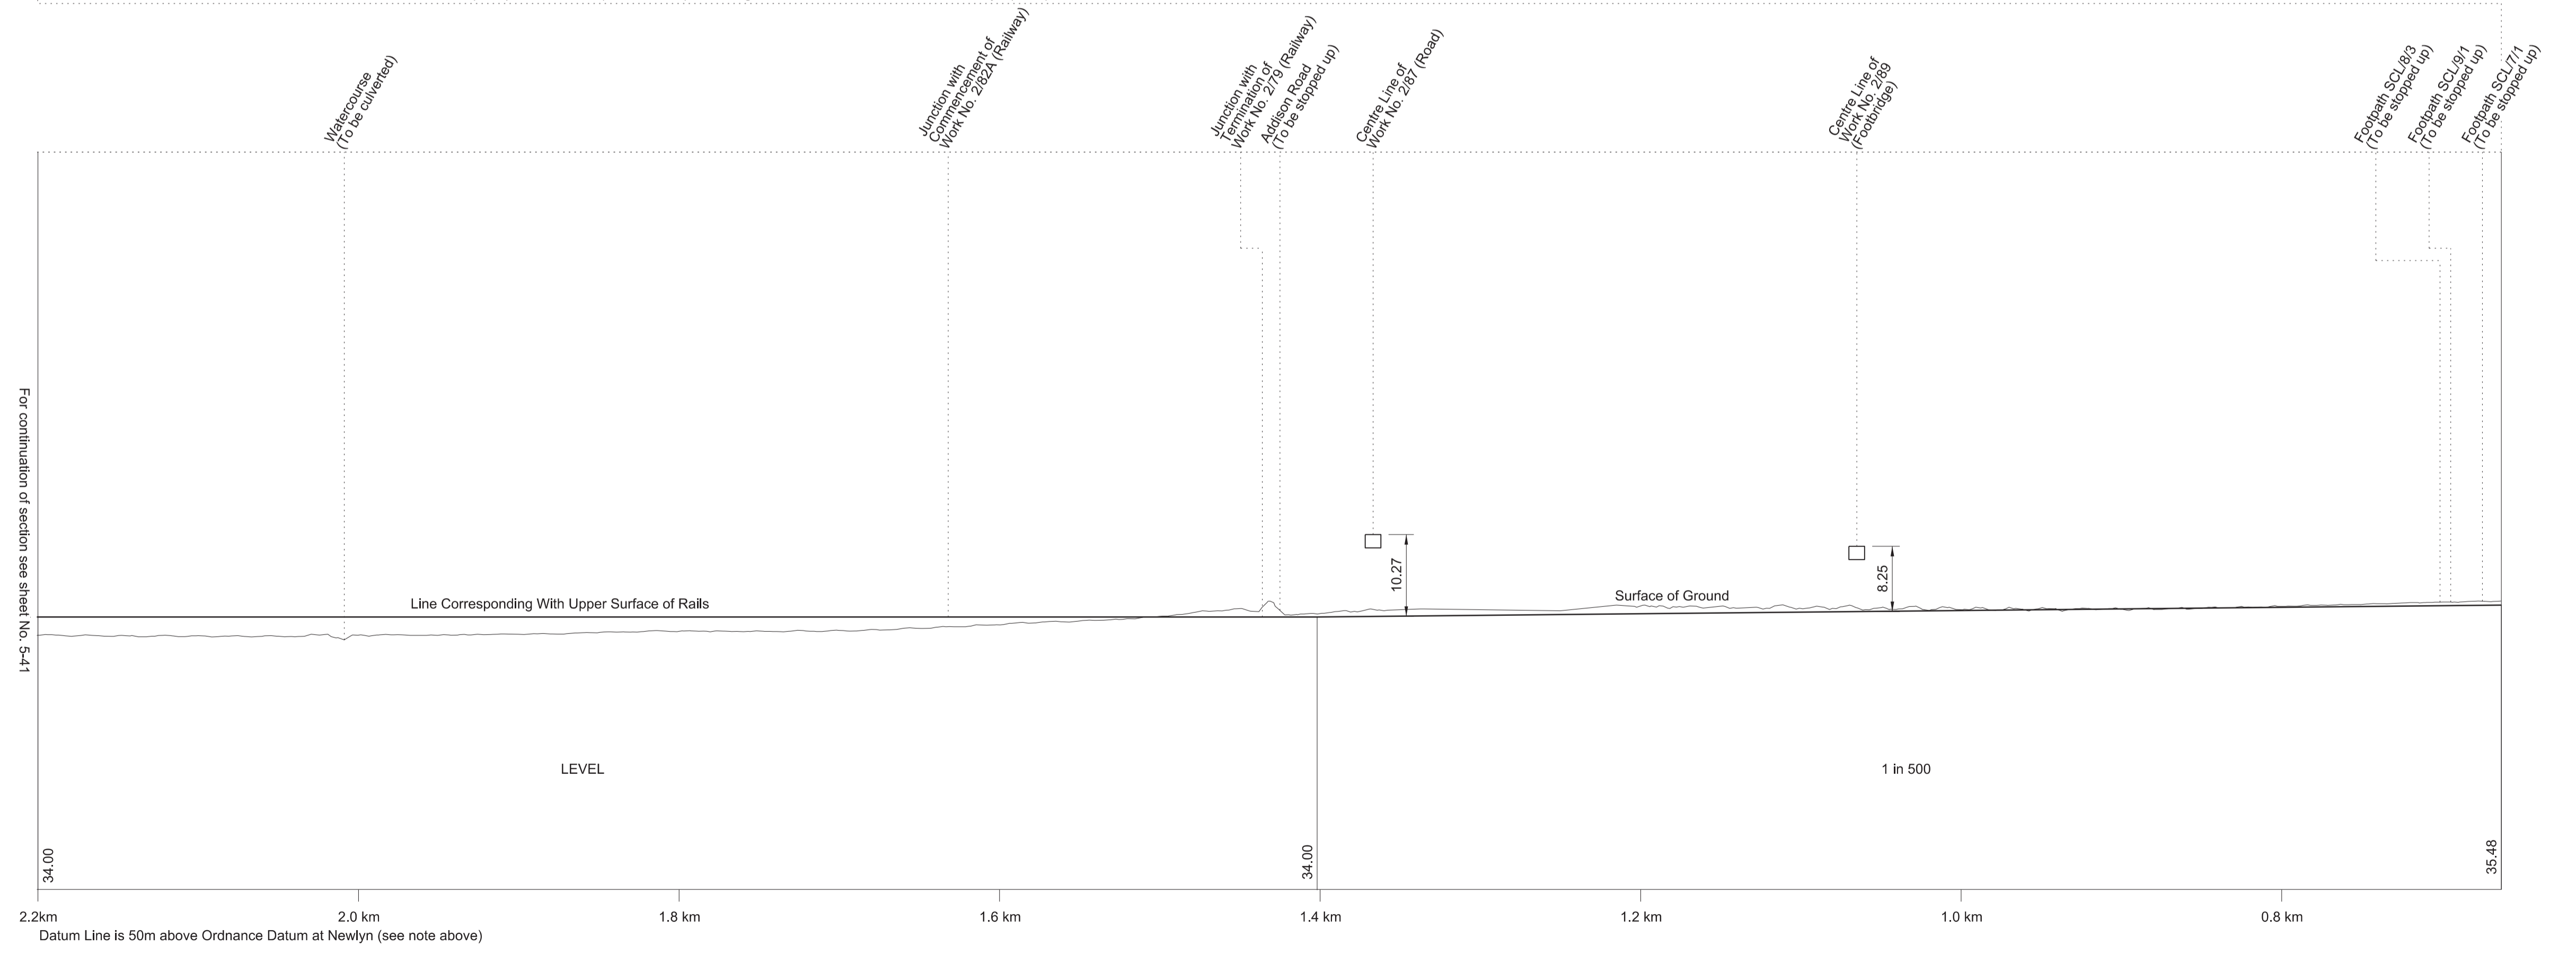 Watercourse
(To be culverted)
Junction with
Commencement of
Work No. 2/82A (Railway)
Junction with
Termination of
Work No. 2/79 (Railway)
Addison Road
(To be stopped up)
Centre Line of
Work No. 2/87 (Road)
Centre Line of
Work No. 2/89
(Footbridge)
Footpath SCL/8/3
(To be stopped up)
Footpath SCL/9/1
(To be stopped up)
Footpath SCL/7/1
(To be stopped up)
For continuation of section see sheet No. 5-41
10.27
8.25
Line Corresponding With Upper Surface of Rails
Surface of Ground
LEVEL
1 in 500
34.00
34.00
35.48
2.2km
2.0 km
1.8 km
1.6 km
1.4 km
1.2 km
1.0 km
0.8 km
Datum Line is 50m above Ordnance Datum at Newlyn (see note above)